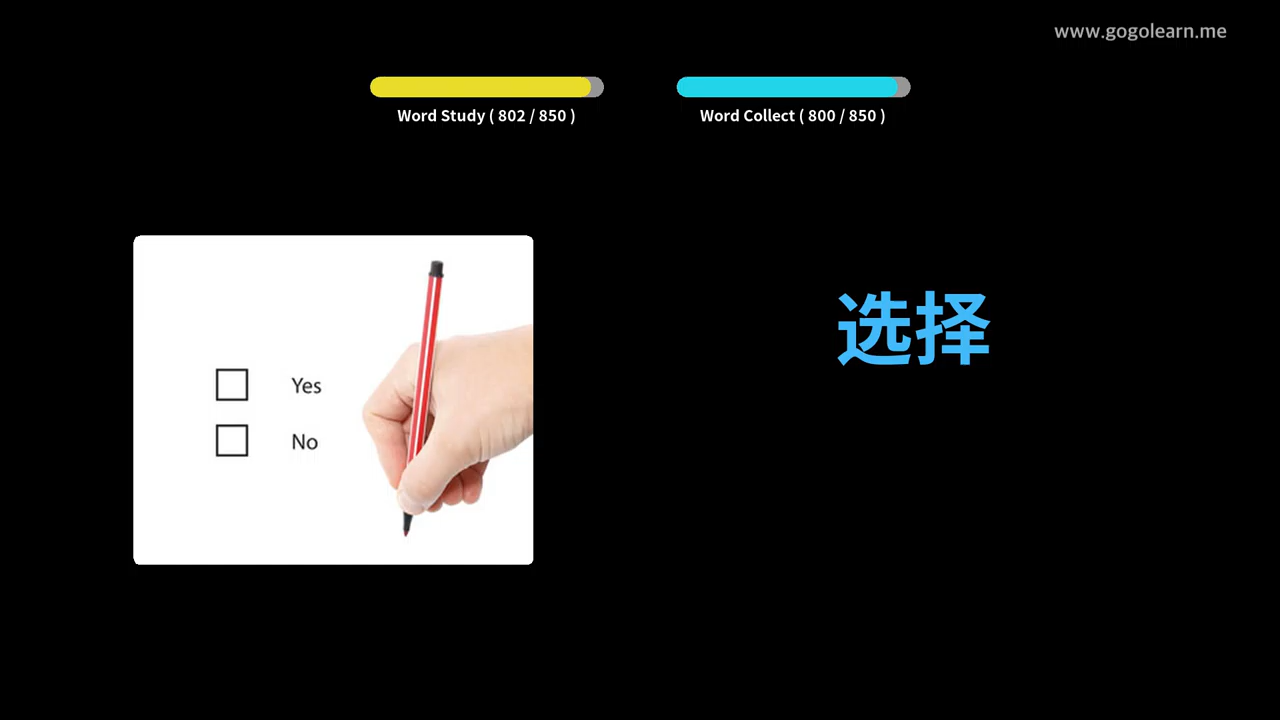 www.gogolearn.me
Word Study ( 802 / 850 )
Word Collect ( 800 / 850 )
选择
Yes
No